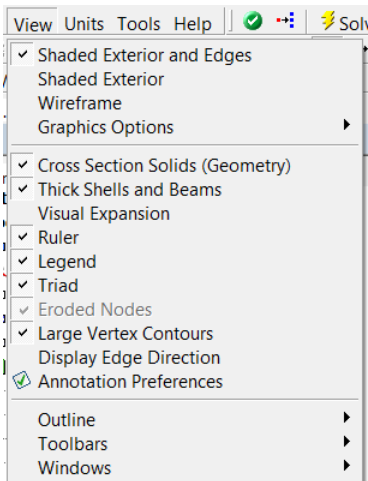 View Units Tools Help Solv
Shaded Exterior and Edges
Shaded Exterior
Wireframe
Graphics Options
Cross Section Solids (Geometry)
Thick Shells and Beams
Visual Expansion
Ruler
Legend
Triad
Eroded Nodes
Large Vertex Contours
Display Edge Direction
Annotation Preferences
Outline
Toolbars
Windows